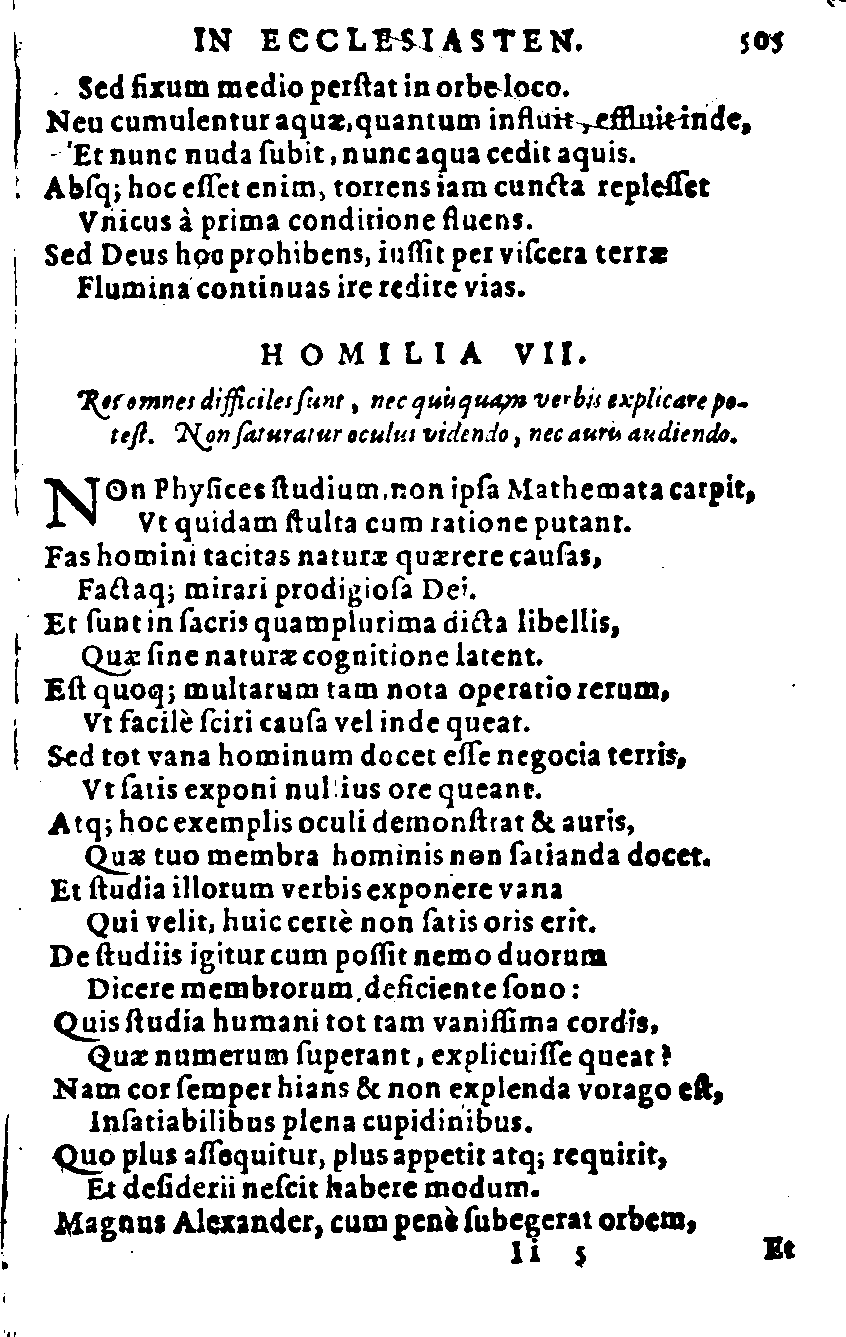 IN ECCLESIASTEN. 505
Sed fixum medio perſtat in orbe loco.
Neu cumulentur aquæ, quantum influit, effluit inde,
Et nunc nuda ſubit, nunc aqua cedit aquis.
Abſq; hoc eſſet enim, torrens iam cuncta repleſſet
Vnicus à prima conditione fluens.
Sed Deus hoc prohibens, iuſſit per viſcera terræ
Flumina continuas ire redire vias.
HOMILIA VII.
Res omnes difficiles ſunt, nec quiſquam verbis explicare po-
teſt. Non ſaturatur oculus videndo, nec auris audiendo.
NOn Phyſices ſtudium, non ipſa Mathemata carpit,
Vt quidam ſtulta cum ratione putant.
Fas homini tacitas naturæ quærere cauſas,
Factaq; mirari prodigioſa Dei.
Et ſunt in ſacris quamplurima dicta libellis,
Quæ ſine naturæ cognitione latent.
Eſt quoq; multarum tam nota operatio rerum,
Vt facilè ſciri cauſa vel inde queat.
Sed tot vana hominum docet eſſe negocia terris,
Vt ſatis exponi nullius ore queant.
Atq; hoc exemplis oculi demonſtrat & auris,
Quæ tuo membra hominis non ſatianda docet.
Et ſtudia illorum verbis exponere vana
Qui velit, huic certè non ſatis oris erit.
De ſtudiis igitur cum poſſit nemo duorum
Dicere membrorum, deficiente ſono:
Quis ſtudia humani tot tam vaniſſima cordis,
Quæ numerum ſuperant, explicuiſſe queat?
Nam cor ſemper hians & non explenda vorago eſt,
Inſatiabilibus plena cupidinibus.
Quo plus aſſequitur, plus appetit atq; requirit,
Et deſiderii neſcit habere modum.
Magnus Alexander, cum penè ſubegerat orbem,
Ii 5 Et